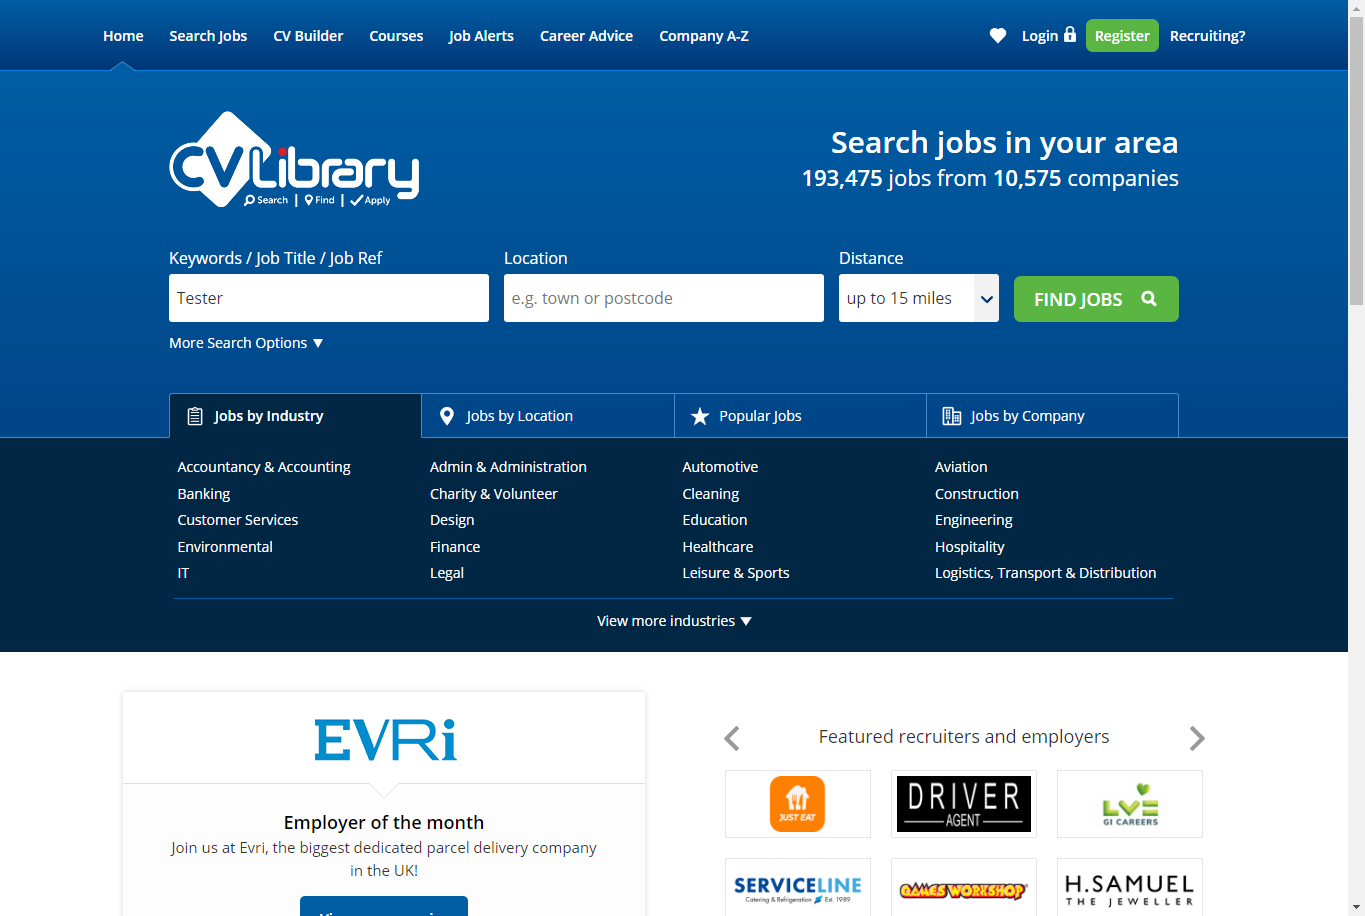 Home Search Jobs CV Builder Courses Job Alerts Career Advice Company A-Z Login Register Recruiting?
CV Library
Search | Find | Apply
Search jobs in your area
193,475 jobs from 10,575 companies
Keywords / Job Title / Job Ref Location Distance
Tester e.g. town or postcode up to 15 miles FIND JOBS
More Search Options ▼
Jobs by Industry Jobs by Location Popular Jobs Jobs by Company
Accountancy & Accounting Admin & Administration Automotive Aviation
Banking Charity & Volunteer Cleaning Construction
Customer Services Design Education Engineering
Environmental Finance Healthcare Hospitality
IT Legal Leisure & Sports Logistics, Transport & Distribution
View more industries ▼
EVRi
Employer of the month
Join us at Evri, the biggest dedicated parcel delivery company
in the UK!
Featured recruiters and employers
JUST EAT
DRIVER
AGENT
LVE
GI CAREERS
SERVICELINE
Catering & Refrigeration Est. 1989
GAMES WORKSHOP
H.SAMUEL
THE JEWELLER